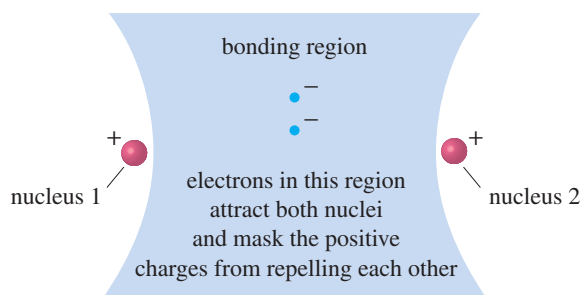 bonding region
−
−
+
+
nucleus 1
nucleus 2
electrons in this region
attract both nuclei
and mask the positive
charges from repelling each other